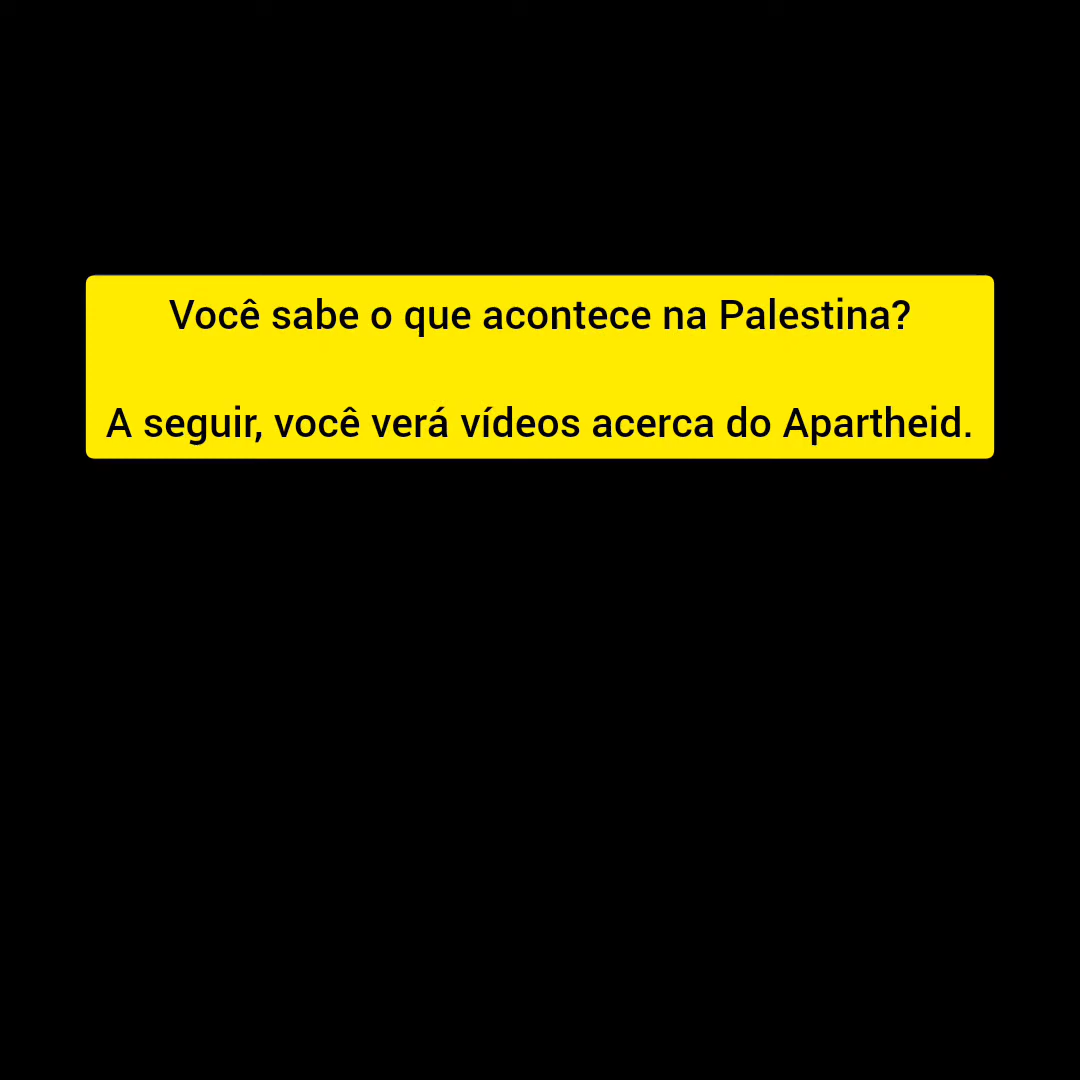 Você sabe o que acontece na Palestina?
A seguir, você verá vídeos acerca do Apartheid.